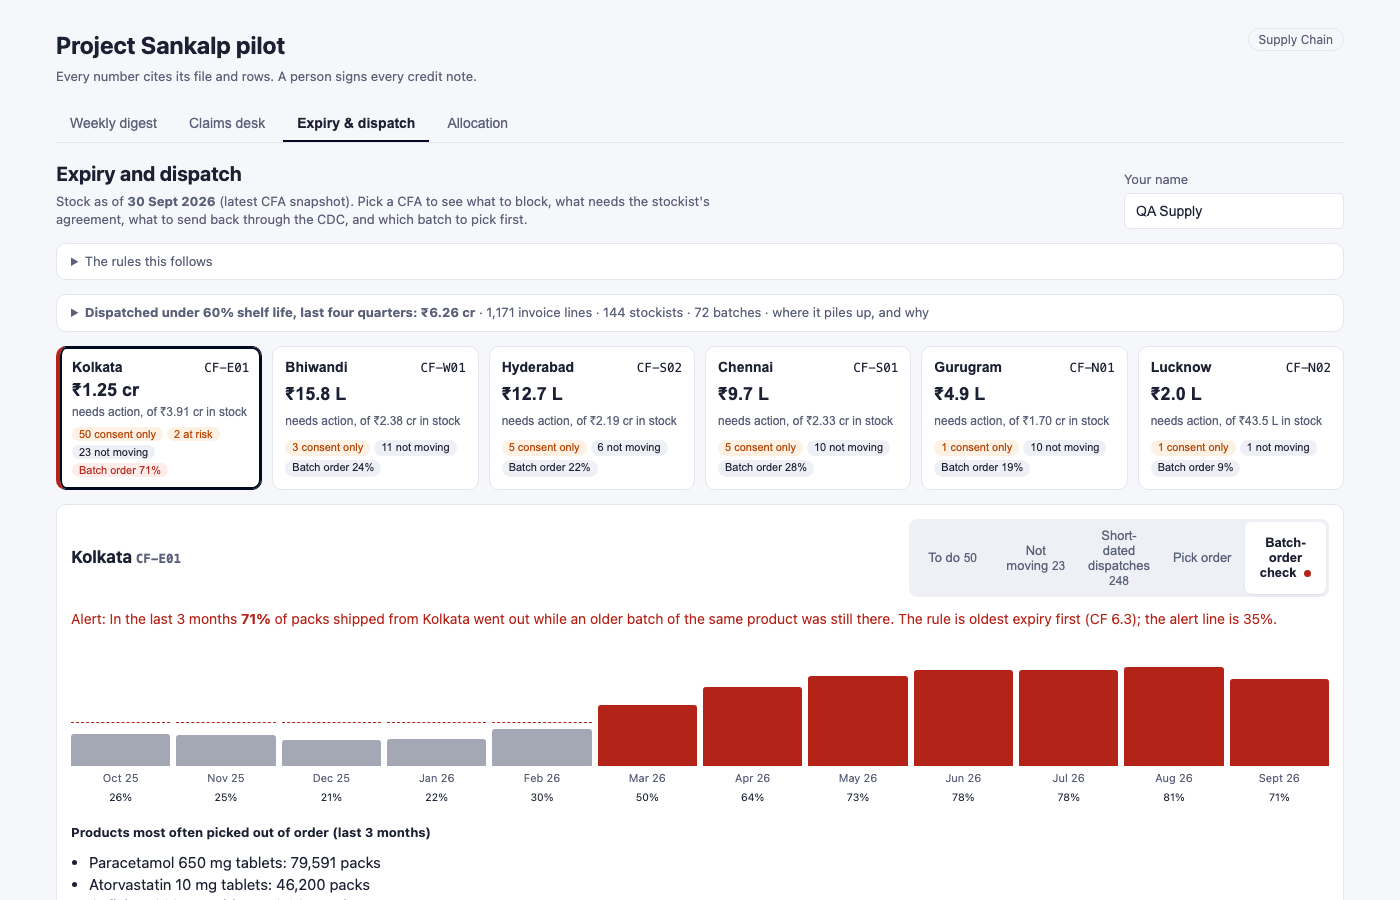 Project Sankalp pilot
Supply Chain
Every number cites its file and rows. A person signs every credit note.
Weekly digest
Claims desk
Expiry & dispatch
Allocation
Expiry and dispatch
Stock as of 30 Sept 2026 (latest CFA snapshot). Pick a CFA to see what to block, what needs the stockist's
agreement, what to send back through the CDC, and which batch to pick first.
Your name
QA Supply
The rules this follows
Dispatched under 60% shelf life, last four quarters: ₹6.26 cr · 1,171 invoice lines · 144 stockists · 72 batches · where it piles up, and why
Kolkata CF-E01
₹1.25 cr
needs action, of ₹3.91 cr in stock
50 consent only 2 at risk
23 not moving
Batch order 71%
Bhiwandi CF-W01
₹15.8 L
needs action, of ₹2.38 cr in stock
3 consent only 11 not moving
Batch order 24%
Hyderabad CF-S02
₹12.7 L
needs action, of ₹2.19 cr in stock
5 consent only 6 not moving
Batch order 22%
Chennai CF-S01
₹9.7 L
needs action, of ₹2.33 cr in stock
5 consent only 10 not moving
Batch order 28%
Gurugram CF-N01
₹4.9 L
needs action, of ₹1.70 cr in stock
1 consent only 10 not moving
Batch order 19%
Lucknow CF-N02
₹2.0 L
needs action, of ₹43.5 L in stock
1 consent only 1 not moving
Batch order 9%
Kolkata CF-E01
To do 50
Not
moving 23
Short-
dated
dispatches
248
Pick order
Batch-
order
check
Alert: In the last 3 months 71% of packs shipped from Kolkata went out while an older batch of the same product was still there. The rule is oldest expiry first (CF 6.3); the alert line is 35%.
Oct 25 Nov 25 Dec 25 Jan 26 Feb 26 Mar 26 Apr 26 May 26 Jun 26 Jul 26 Aug 26 Sept 26
26% 25% 21% 22% 30% 50% 64% 73% 78% 78% 81% 71%
Products most often picked out of order (last 3 months)
Paracetamol 650 mg tablets: 79,591 packs
Atorvastatin 10 mg tablets: 46,200 packs